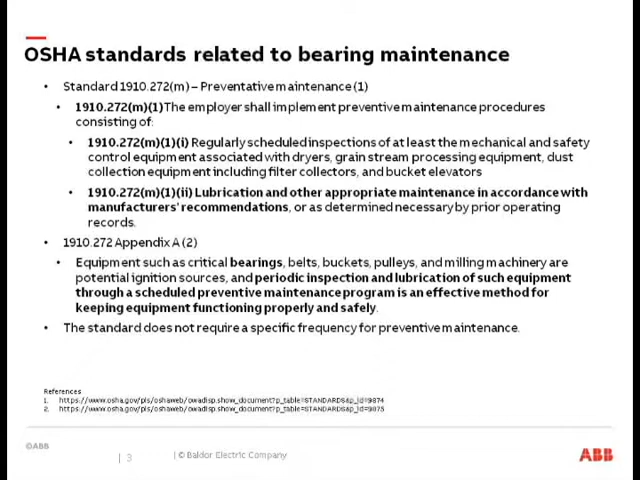 OSHA standards related to bearing maintenance
• Standard 1910.272(m) – Preventative maintenance (1)
• 1910.272(m)(1) The employer shall implement preventive maintenance procedures
consisting of:
• 1910.272(m)(1)(i) Regularly scheduled inspections of at least the mechanical and safety
control equipment associated with dryers, grain stream processing equipment, dust
collection equipment including filter collectors, and bucket elevators
• 1910.272(m)(1)(ii) Lubrication and other appropriate maintenance in accordance with
manufacturers' recommendations, or as determined necessary by prior operating
records.
• 1910.272 Appendix A (2)
• Equipment such as critical bearings, belts, buckets, pulleys, and milling machinery are
potential ignition sources, and periodic inspection and lubrication of such equipment
through a scheduled preventive maintenance program is an effective method for
keeping equipment functioning properly and safely.
• The standard does not require a specific frequency for preventive maintenance.
References
1. https://www.osha.gov/pls/oshaweb/owadisp.show_document?p_table=STANDARDS&p_id=9874
2. https://www.osha.gov/pls/oshaweb/owadisp.show_document?p_table=STANDARDS&p_id=9875
©ABB
| 3
| © Baldor Electric Company
ABB